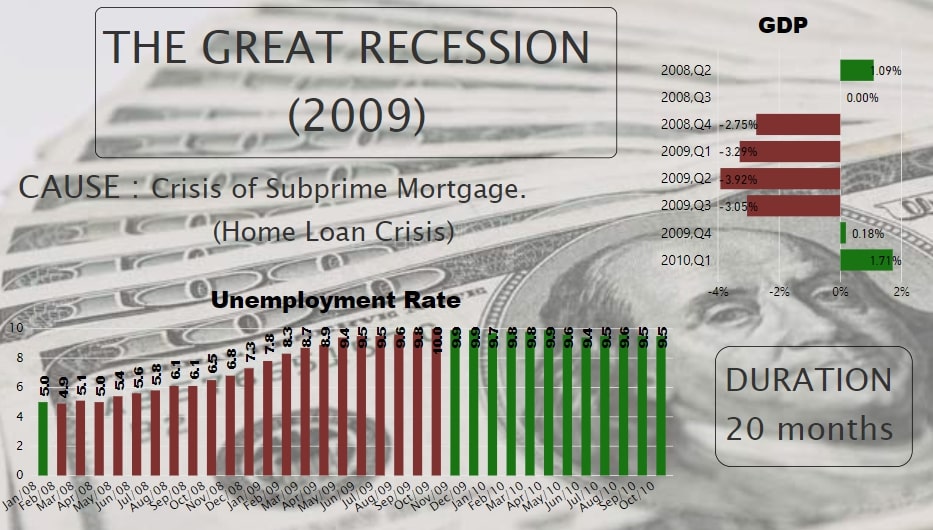 THE GREAT RECESSION
(2009)
CAUSE : Crisis of Subprime Mortgage.
(Home Loan Crisis)
GDP
2008,Q2 1.09%
2008,Q3 0.00%
2008,Q4 -2.75%
2009,Q1 -3.29%
2009,Q2 -3.92%
2009,Q3 -3.05%
2009,Q4 0.18%
2010,Q1 1.71%
-4% -2% 0% 2%
Unemployment Rate
10
8
6
4
2
0
5.0 4.9 5.1 5.0 5.4 5.6 5.8 6.1 6.1 6.5 6.8 7.3 7.8 8.3 8.7 8.9 9.4 9.5 9.5 9.6 9.8 10.0 9.9 9.9 9.7 9.8 9.8 9.9 9.6 9.4 9.5 9.6 9.5 9.5
Jan/08 Feb/08 Mar/08 Apr/08 May/08 Jun/08 Jul/08 Aug/08 Sep/08 Oct/08 Nov/08 Dec/08 Jan/09 Feb/09 Mar/09 Apr/09 May/09 Jun/09 Jul/09 Aug/09 Sep/09 Oct/09 Nov/09 Dec/09 Jan/10 Feb/10 Mar/10 Apr/10 May/10 Jun/10 Jul/10 Aug/10 Sep/10 Oct/10
DURATION
20 months